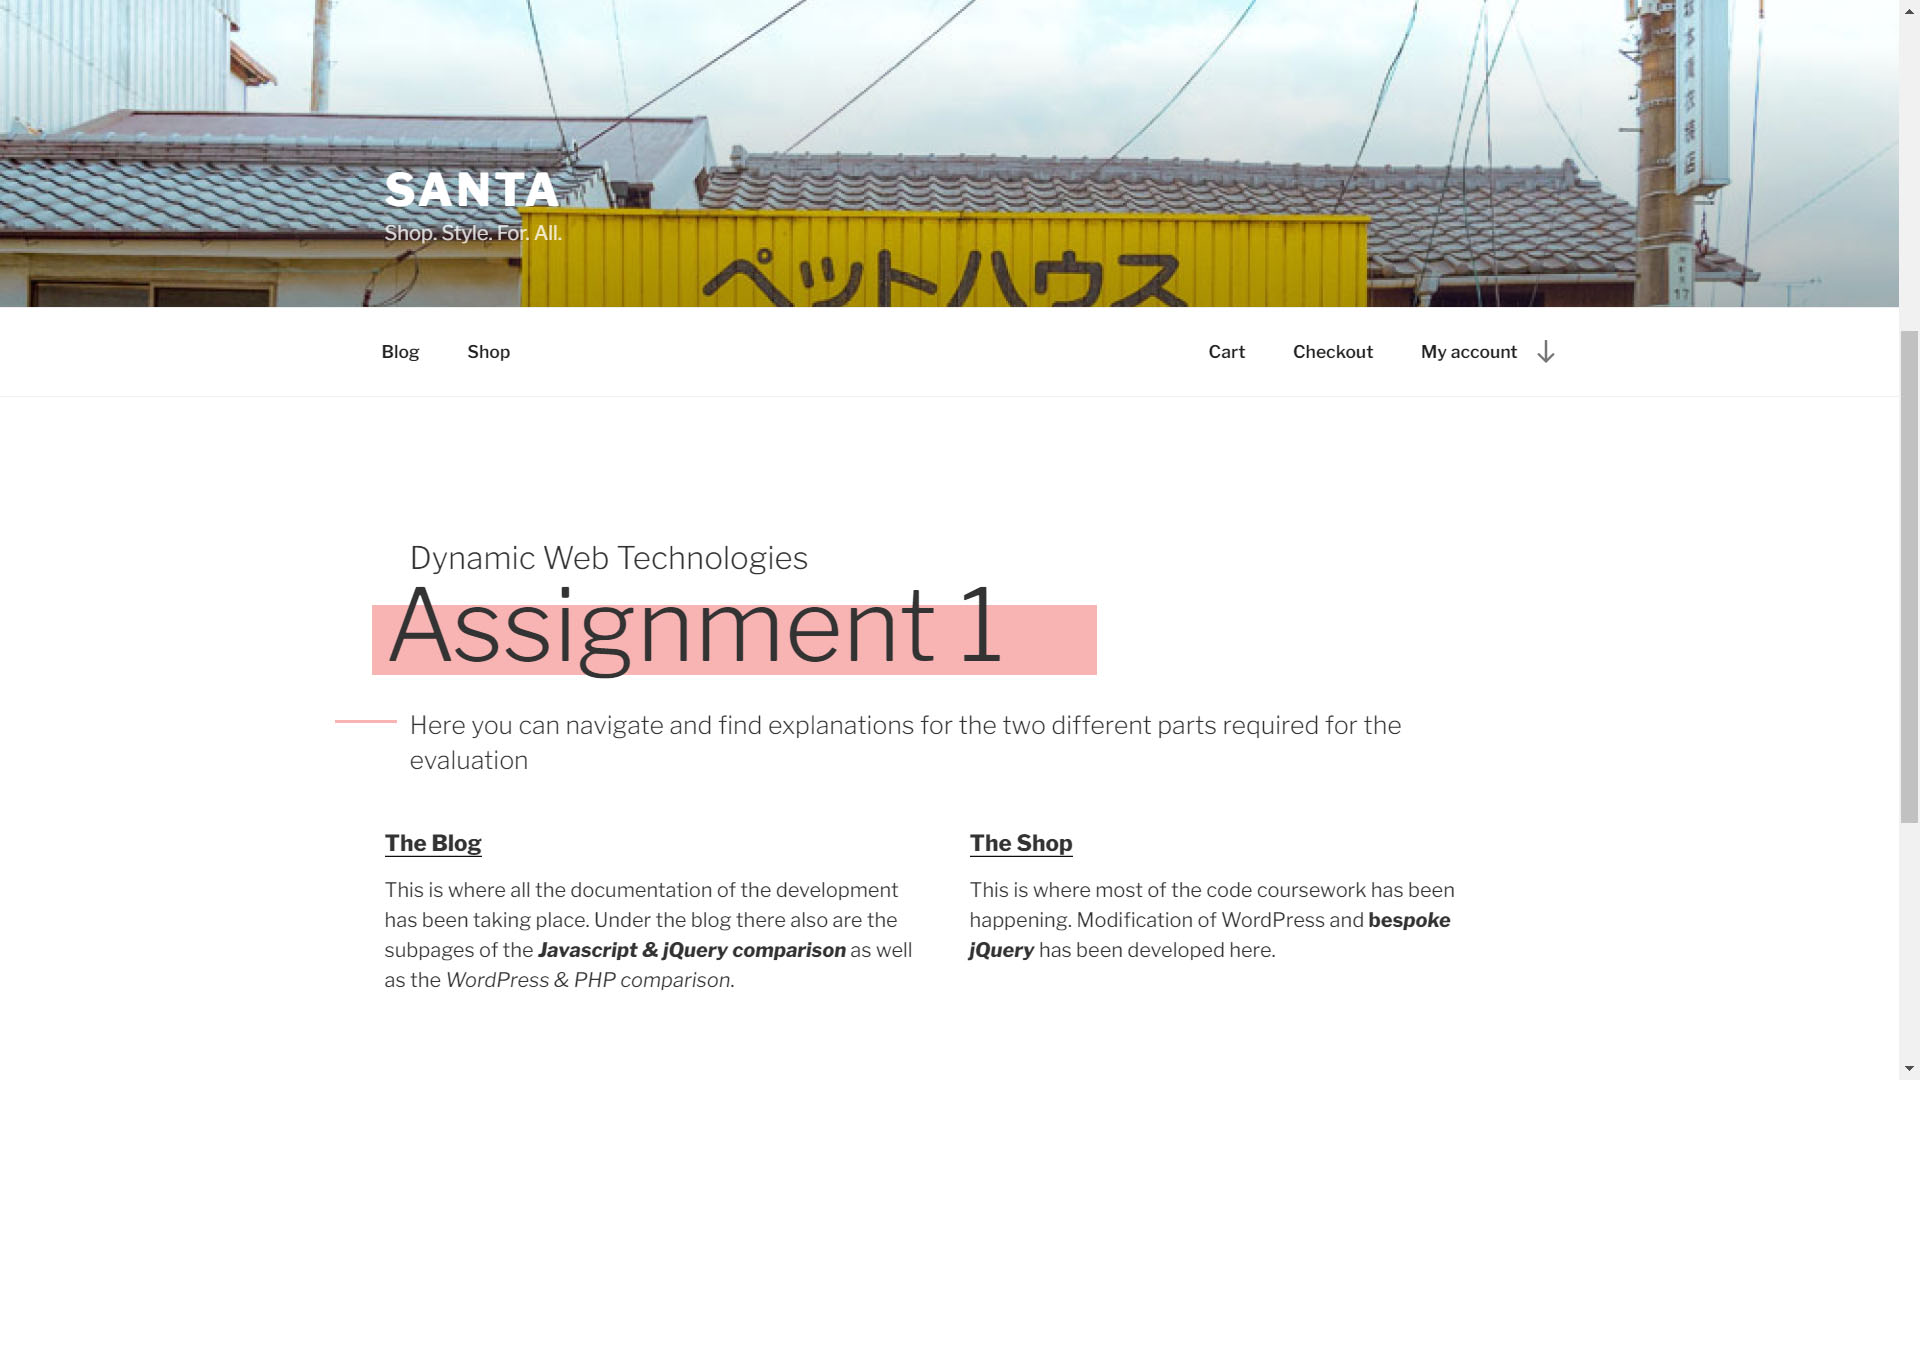 SANTA
Shop. Style. For. All.
ペットハウス
17
Blog
Shop
Cart
Checkout
My account
Dynamic Web Technologies
Assignment 1
Here you can navigate and find explanations for the two different parts required for the
evaluation
The Blog
This is where all the documentation of the development
has been taking place. Under the blog there also are the
subpages of the Javascript & jQuery comparison as well
as the WordPress & PHP comparison.
The Shop
This is where most of the code coursework has been
happening. Modification of WordPress and bespoke
jQuery has been developed here.